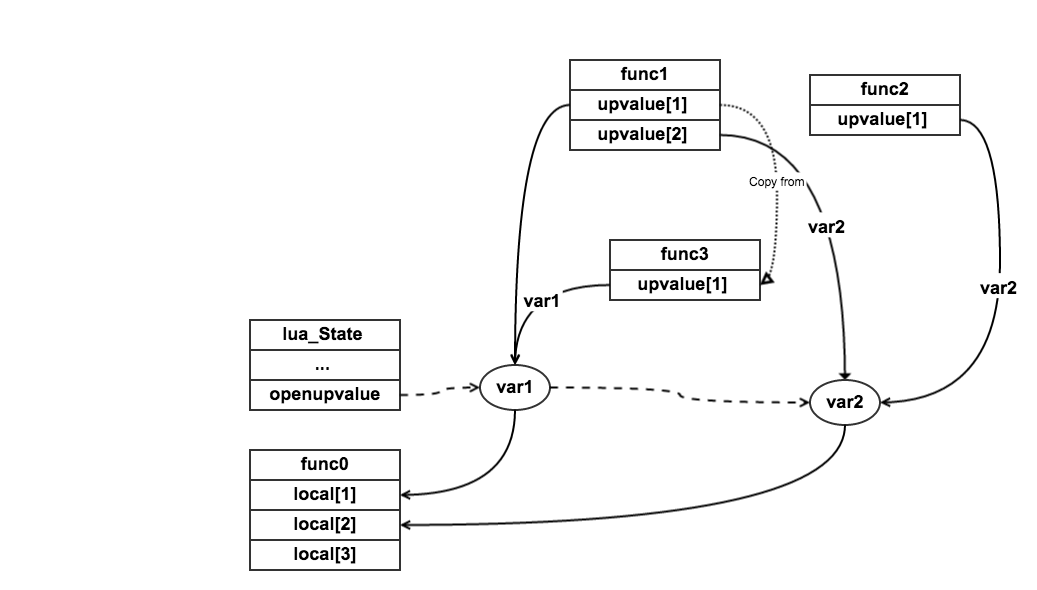 func1
upvalue[1]
upvalue[2]
func2
upvalue[1]
Copy from
var2
func3
upvalue[1]
var1
var2
lua_State
...
openupvalue
var1
var2
func0
local[1]
local[2]
local[3]